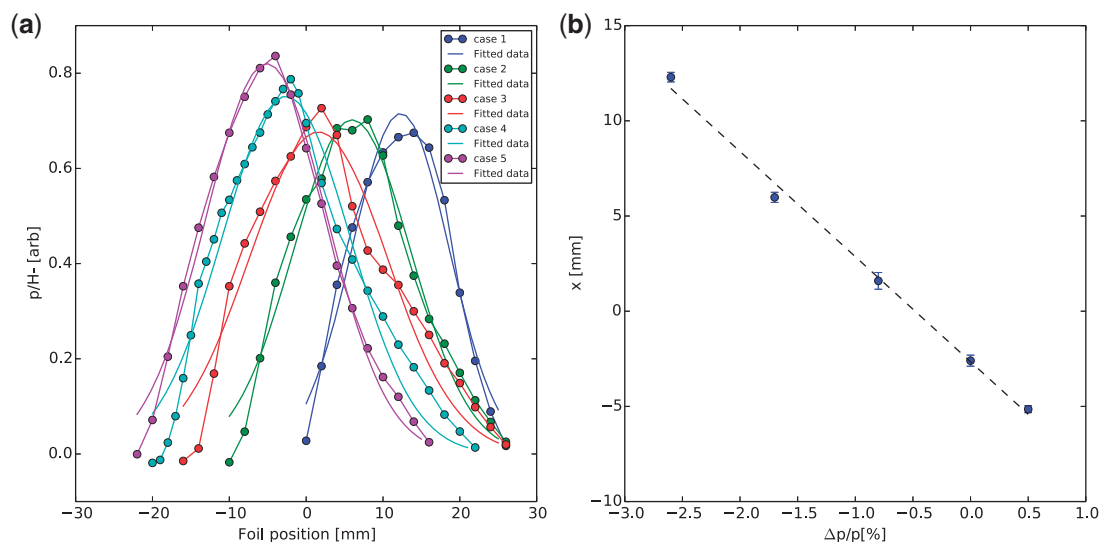 (a)
p/H- [arb]
0.8
0.6
0.4
0.2
0.0
−30
−20
−10
0
10
20
30
Foil position [mm]
case 1
Fitted data
case 2
Fitted data
case 3
Fitted data
case 4
Fitted data
case 5
Fitted data
(b)
x [mm]
15
10
5
0
−5
−10
−3.0
−2.5
−2.0
−1.5
−1.0
−0.5
0.0
0.5
1.0
Δp/p[%]